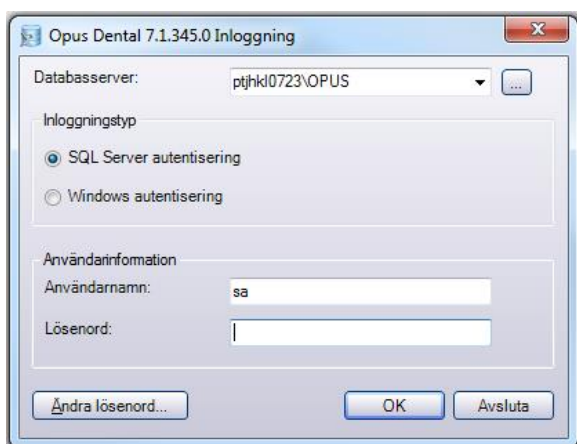 Opus Dental 7.1.345.0 Inloggning
Databasserver: ptjhkl0723\OPUS ...
Inloggningstyp
SQL Server autentisering
Windows autentisering
Användarinformation
Användarnamn: sa
Lösenord:
Ändra lösenord... OK Avsluta